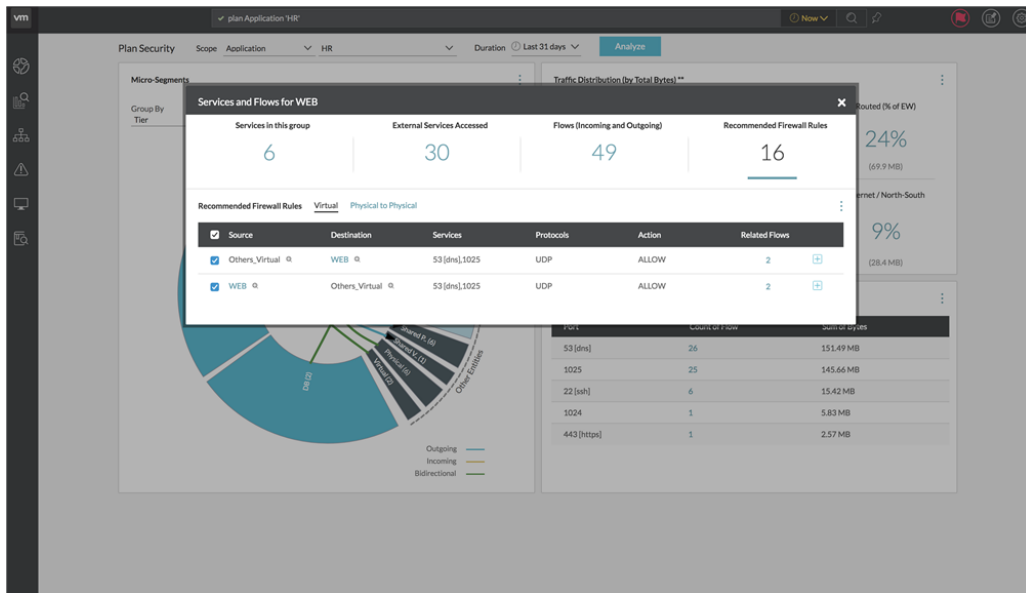 vm
plan Application 'HR'
Now
Plan Security Scope Application HR Duration Last 31 days Analyze
Micro-Segments
Group By
Tier
Traffic Distribution (by Total Bytes) **
Routed (% of EW)
24%
(69.9 MB)
ernet / North-South
9%
(28.4 MB)
Services and Flows for WEB
Services in this group External Services Accessed Flows (Incoming and Outgoing) Recommended Firewall Rules
6 30 49 16
Recommended Firewall Rules Virtual Physical to Physical
Source Destination Services Protocols Action Related Flows
Others_Virtual WEB 53 [dns],1025 UDP ALLOW 2
WEB Others_Virtual 53 [dns],1025 UDP ALLOW 2
Shared P.. (6)
Shared V.. (1)
Physical (6)
Virtual (2)
DB (2)
Other Entities
Outgoing
Incoming
Bidirectional
Port Count of Flow Sum of Bytes
53 [dns] 26 151.49 MB
1025 25 145.66 MB
22 [ssh] 6 15.42 MB
1024 1 5.83 MB
443 [https] 1 2.57 MB